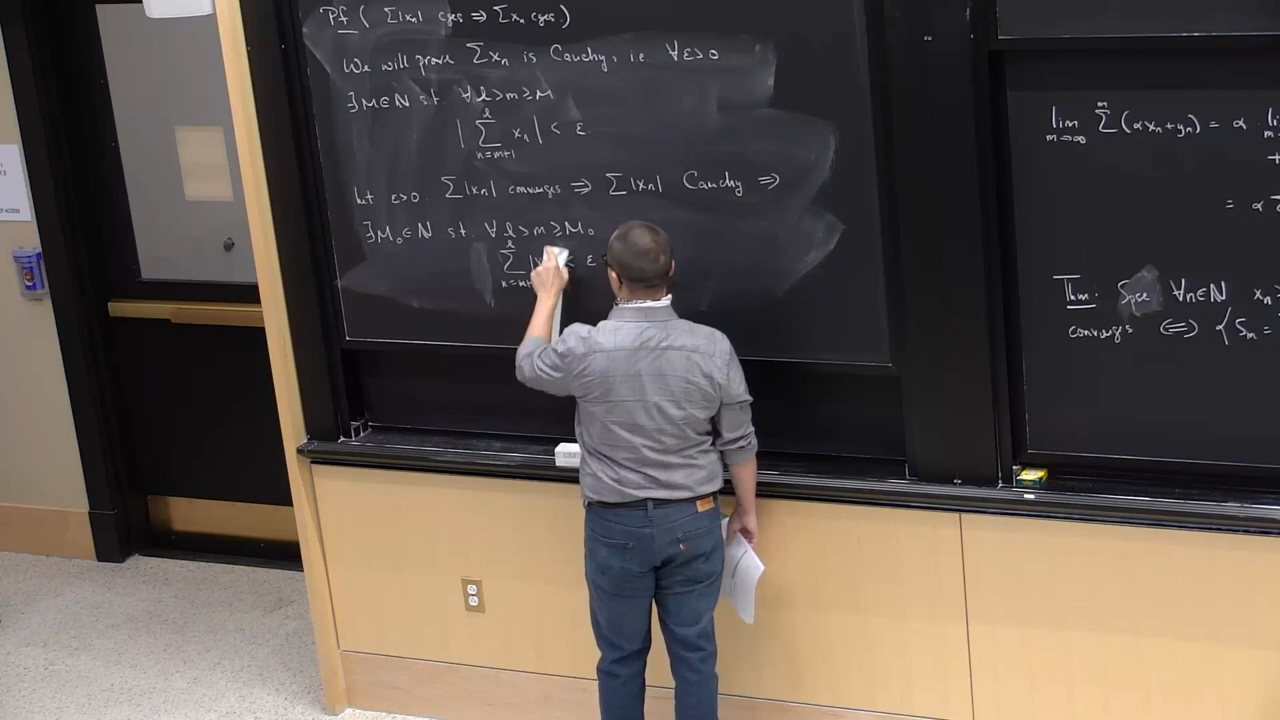 Pf ( Σ|xn| cges ⇒ Σxn cges.)
We will prove Σxn is Cauchy, i.e. ∀ε>0
∃M∈ℕ s.t. ∀l>m≥M
|∑_{n=m+1}^{l} xn| < ε.
Let ε>0. Σ|xn| converges ⇒ Σ|xn| Cauchy ⇒
∃M₀∈ℕ s.t. ∀l>m≥M₀
lim_{m→∞} ∑^{m}(αxn+yn) = α
+
= α
Thm: Spse ∀n∈ℕ xn ≥
converges ⇔ {Sm =